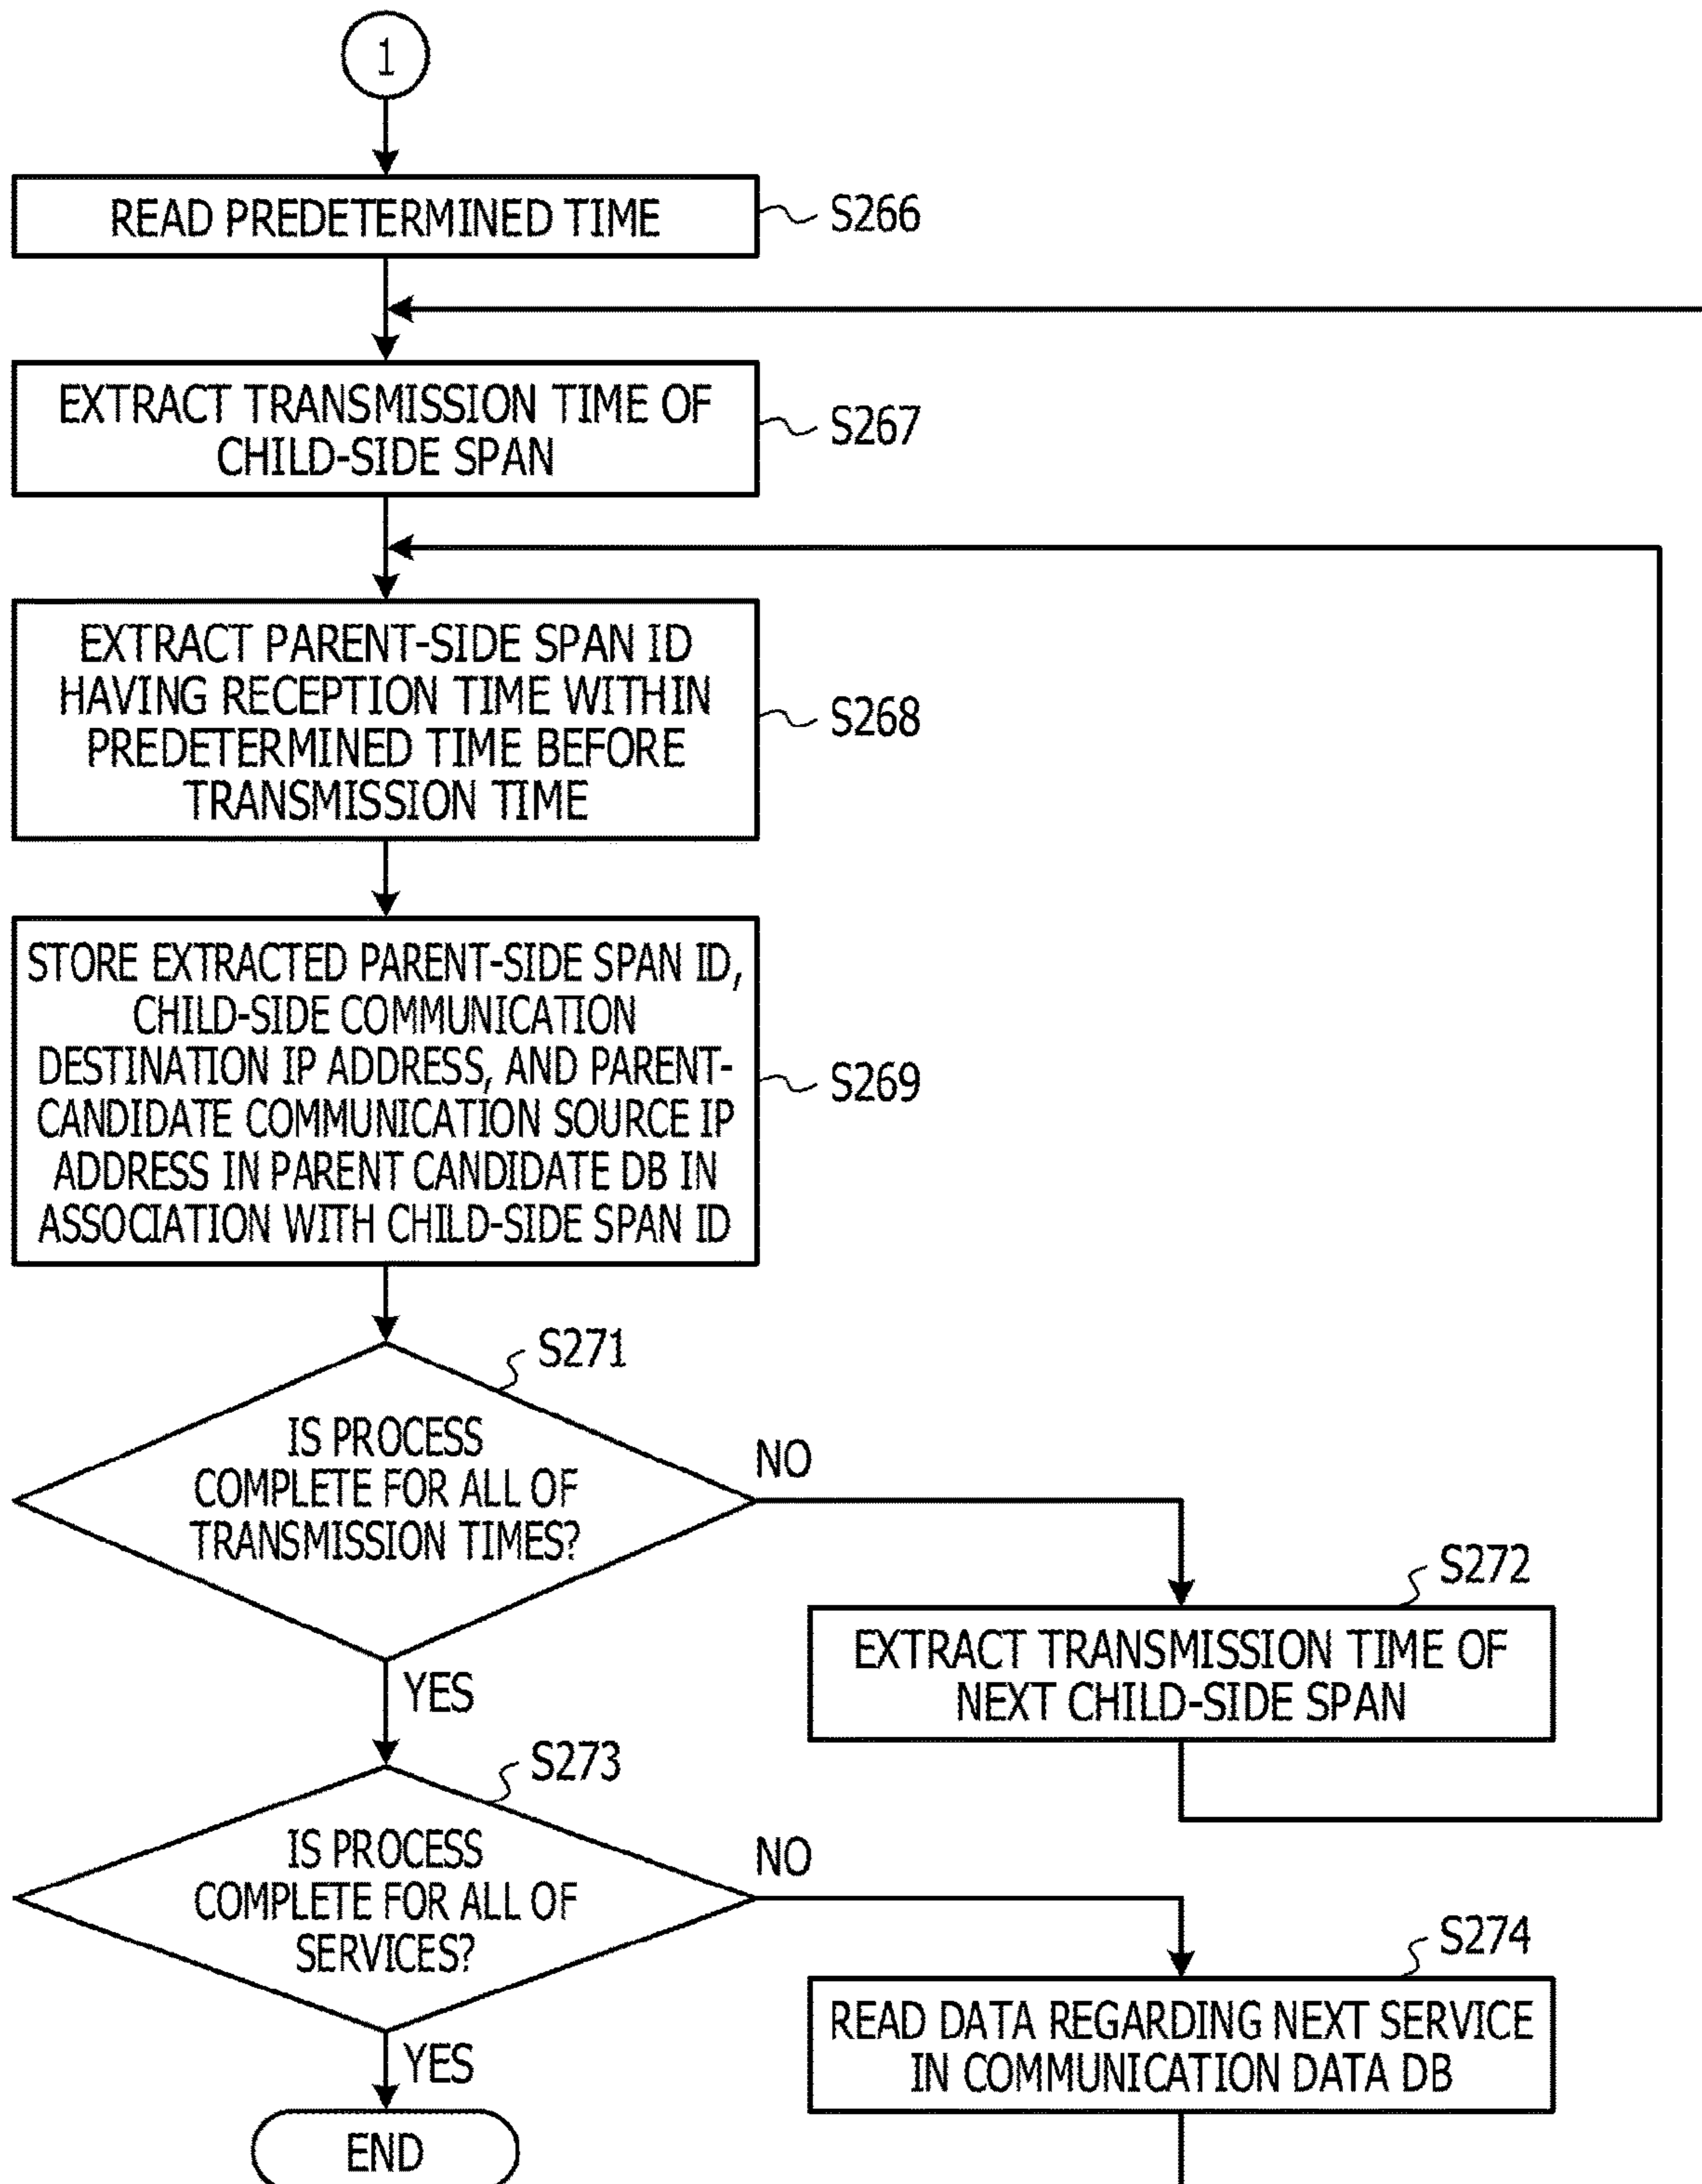 1
READ PREDETERMINED TIME
S266
EXTRACT TRANSMISSION TIME OF
CHILD-SIDE SPAN
S267
EXTRACT PARENT-SIDE SPAN ID
HAVING RECEPTION TIME WITHIN
PREDETERMINED TIME BEFORE
TRANSMISSION TIME
S268
STORE EXTRACTED PARENT-SIDE SPAN ID,
CHILD-SIDE COMMUNICATION
DESTINATION IP ADDRESS, AND PARENT-
CANDIDATE COMMUNICATION SOURCE IP
ADDRESS IN PARENT CANDIDATE DB IN
ASSOCIATION WITH CHILD-SIDE SPAN ID
S269
S271
IS PROCESS
COMPLETE FOR ALL OF
TRANSMISSION TIMES?
NO
S272
EXTRACT TRANSMISSION TIME OF
NEXT CHILD-SIDE SPAN
YES
S273
IS PROCESS
COMPLETE FOR ALL OF
SERVICES?
NO
S274
READ DATA REGARDING NEXT SERVICE
IN COMMUNICATION DATA DB
YES
END